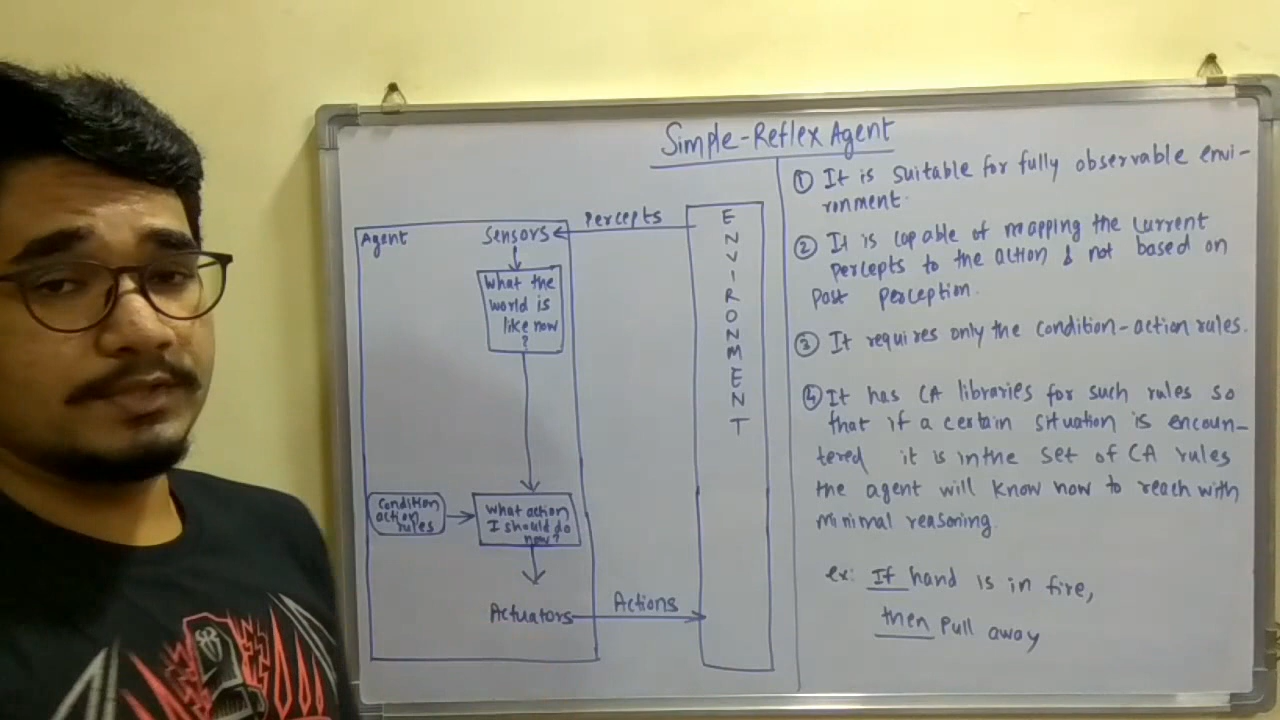 Simple-Reflex Agent
Agent
Sensors
Percepts
What the
world is
like now
?
Condition
action
rules
What action
I should do
now?
Actuators
Actions
ENVIRONMENT
① It is suitable for fully observable envi-
ronment.
② It is capable of mapping the current
percepts to the action & not based on
past perception.
③ It requires only the condition-action rules.
④ It has CA libraries for such rules so
that if a certain situation is encoun-
tered it is in the set of CA rules
the agent will know how to reach with
minimal reasoning.
ex: If hand is in fire,
then pull away